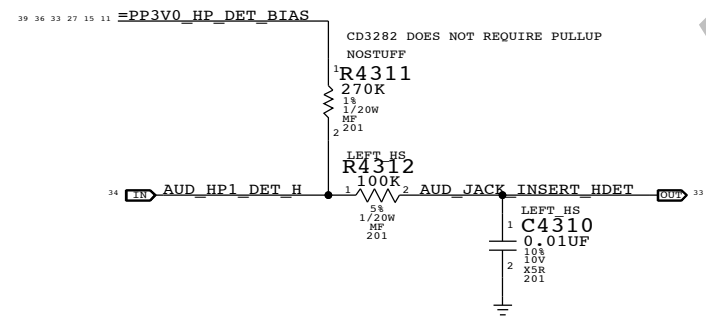 39 36 33 27 15 11 =PP3V0_HP_DET_BIAS
CD3282 DOES NOT REQUIRE PULLUP
NOSTUFF
1 R4311
270K
1%
1/20W
MF
201
2
LEFT_HS
R4312
100K
34 IN AUD_HP1_DET_H 1 2 AUD_JACK_INSERT_HDET OUT 33
5%
1/20W
MF
201
LEFT_HS
1 C4310
0.01UF
10%
10V
2 X5R
201